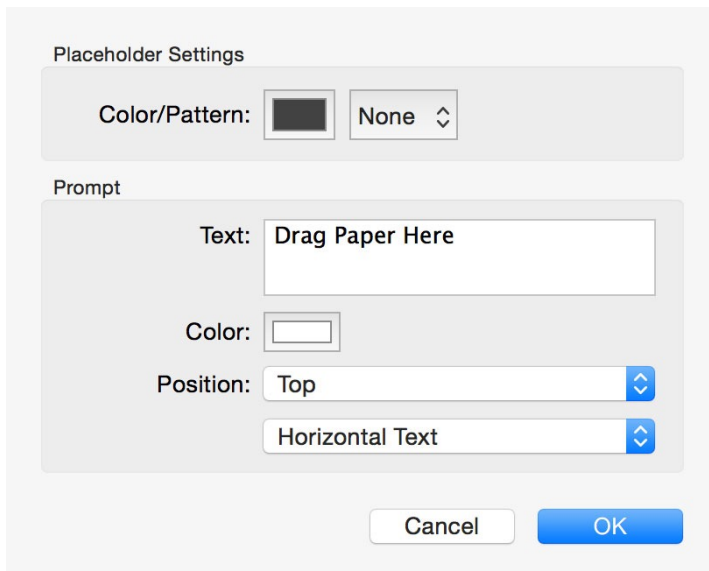 Placeholder Settings
Color/Pattern: None
Prompt
Text: Drag Paper Here
Color:
Position: Top
Horizontal Text
Cancel OK